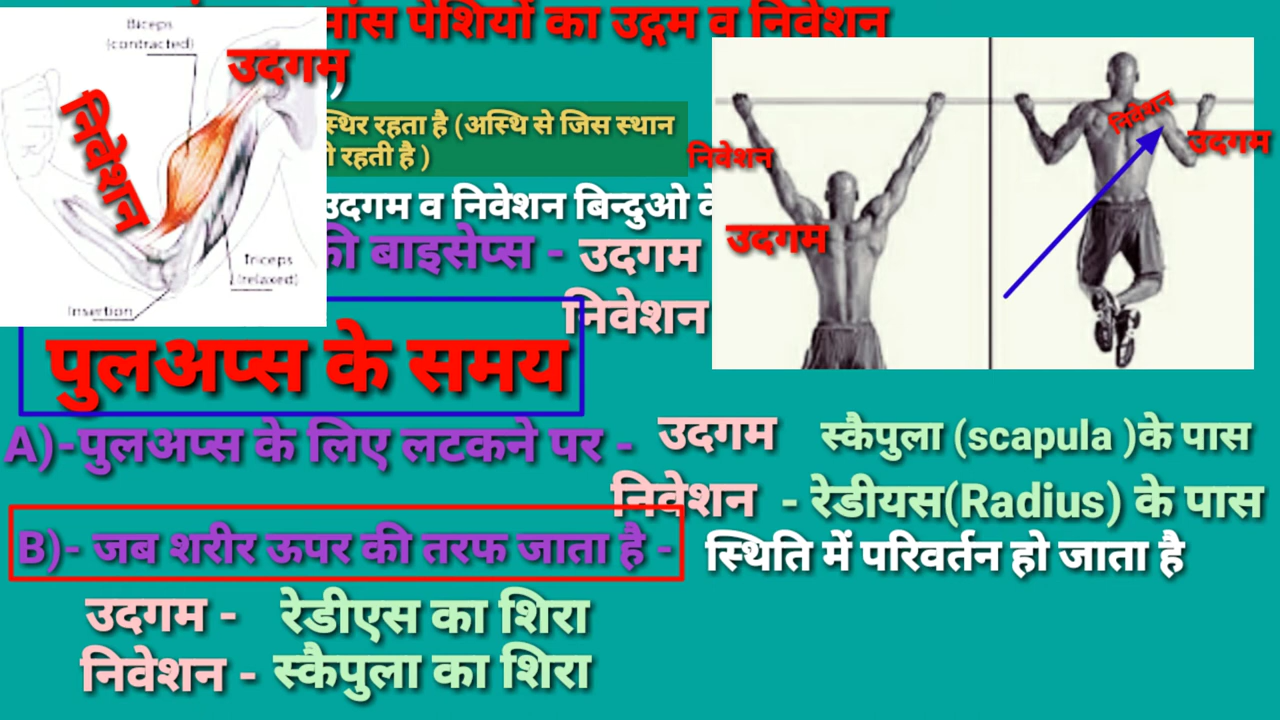 मांस पेशियों का उद्गम व निवेशन
Biceps
(contracted)
उदगम
निवेशन
Triceps
(relaxed)
Insertion
स्थिर रहता है (अस्थि से जिस स्थान
रहती है )
उदगम व निवेशन बिन्दुओ
की बाइसेप्स - उदगम
निवेशन
निवेशन
उदगम
निवेशन
उदगम
पुलअप्स के समय
A)-पुलअप्स के लिए लटकने पर - उदगम स्कैपुला (scapula )के पास
निवेशन - रेडीयस(Radius) के पास
B)- जब शरीर ऊपर की तरफ जाता है - स्थिति में परिवर्तन हो जाता है
उदगम - रेडीएस का शिरा
निवेशन - स्कैपुला का शिरा